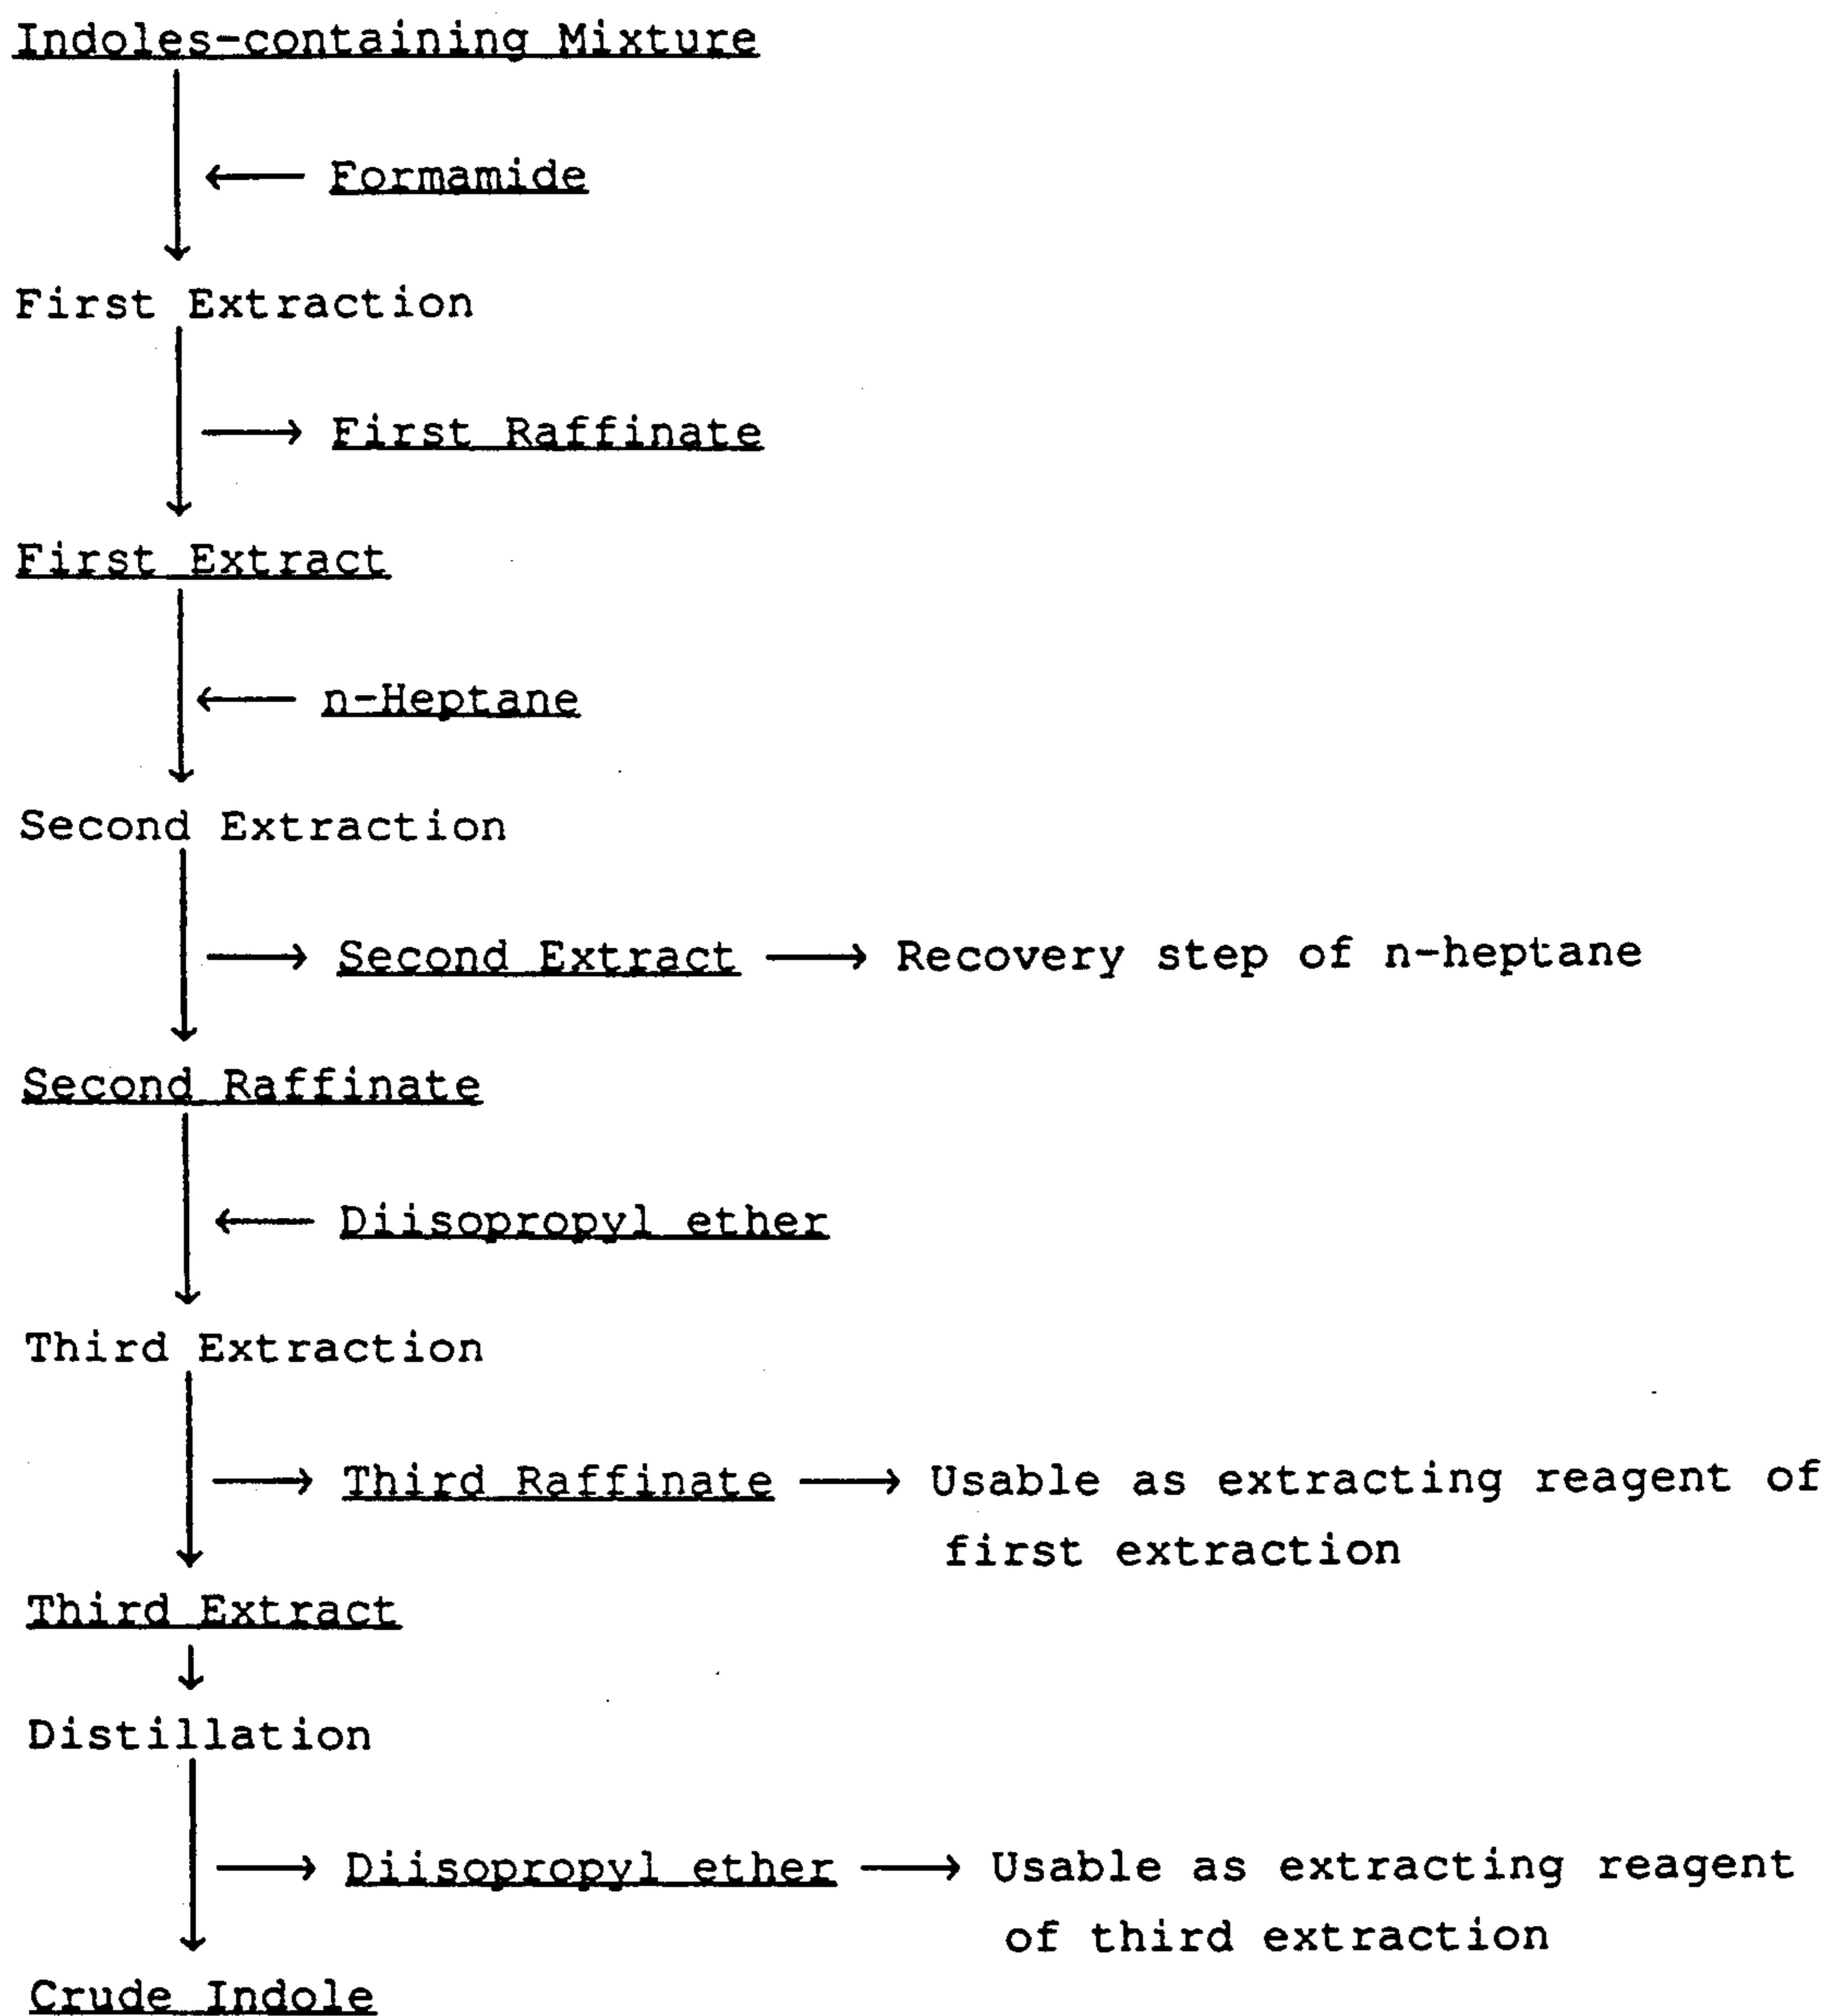 Indoles-containing Mixture
Formamide
First Extraction
First Raffinate
First Extract
n-Heptane
Second Extraction
Second Extract Recovery step of n-heptane
Second Raffinate
Diisopropyl ether
Third Extraction
Third Raffinate Usable as extracting reagent of
first extraction
Third Extract
Distillation
Diisopropyl ether Usable as extracting reagent
of third extraction
Crude Indole